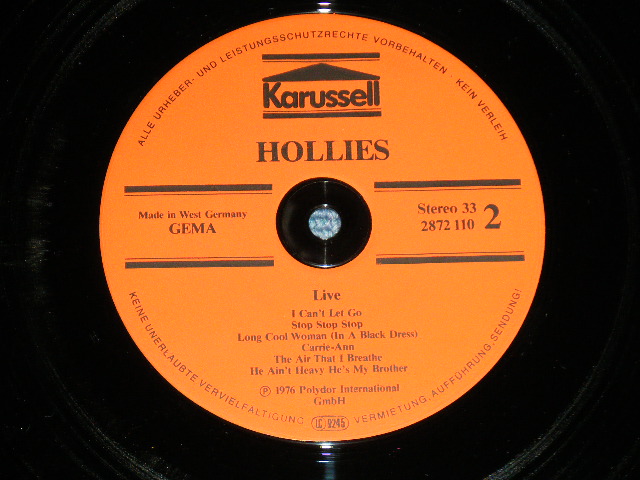 ALLE URHEBER- UND LEISTUNGSSCHUTZRECHTE VORBEHALTEN · KEIN VERLEIH
Karussell
HOLLIES
Made in West Germany
GEMA
Stereo 33
2872 110
2
Live
I Can't Let Go
Stop Stop Stop
Long Cool Woman (In A Black Dress)
Carrie-Ann
The Air That I Breathe
He Ain't Heavy He's My Brother
Ⓟ 1976 Polydor International
GmbH
KEINE UNERLAUBTE VERVIELFÄLTIGUNG
LC 0245
VERMIETUNG, AUFFÜHRUNG, SENDUNG!